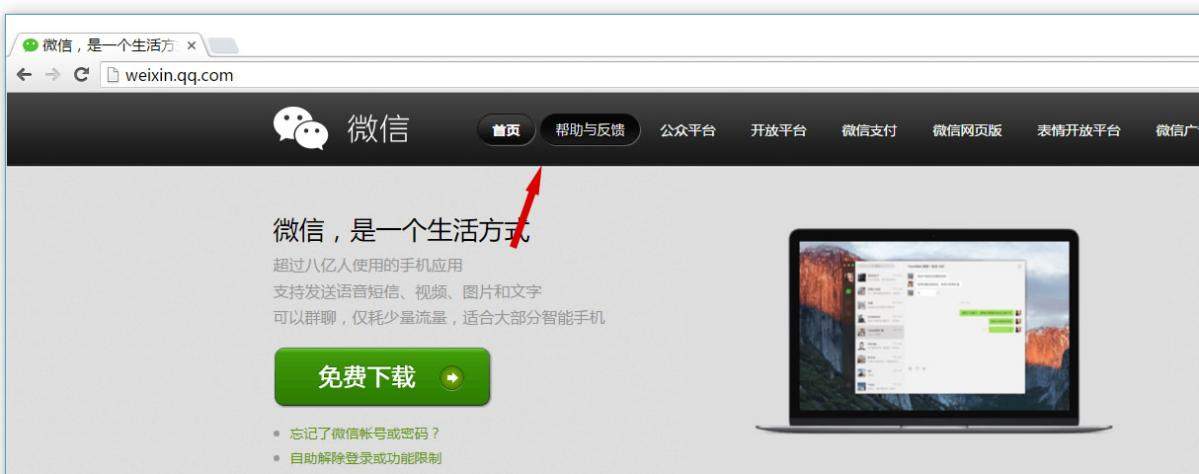 微信，是一个生活方
weixin.qq.com
微信 首页 帮助与反馈 公众平台 开放平台 微信支付 微信网页版 表情开放平台 微信广
微信，是一个生活方式
超过八亿人使用的手机应用
支持发送语音短信、视频、图片和文字
可以群聊，仅耗少量流量，适合大部分智能手机
免费下载
忘记了微信帐号或密码？
自助解除登录或功能限制